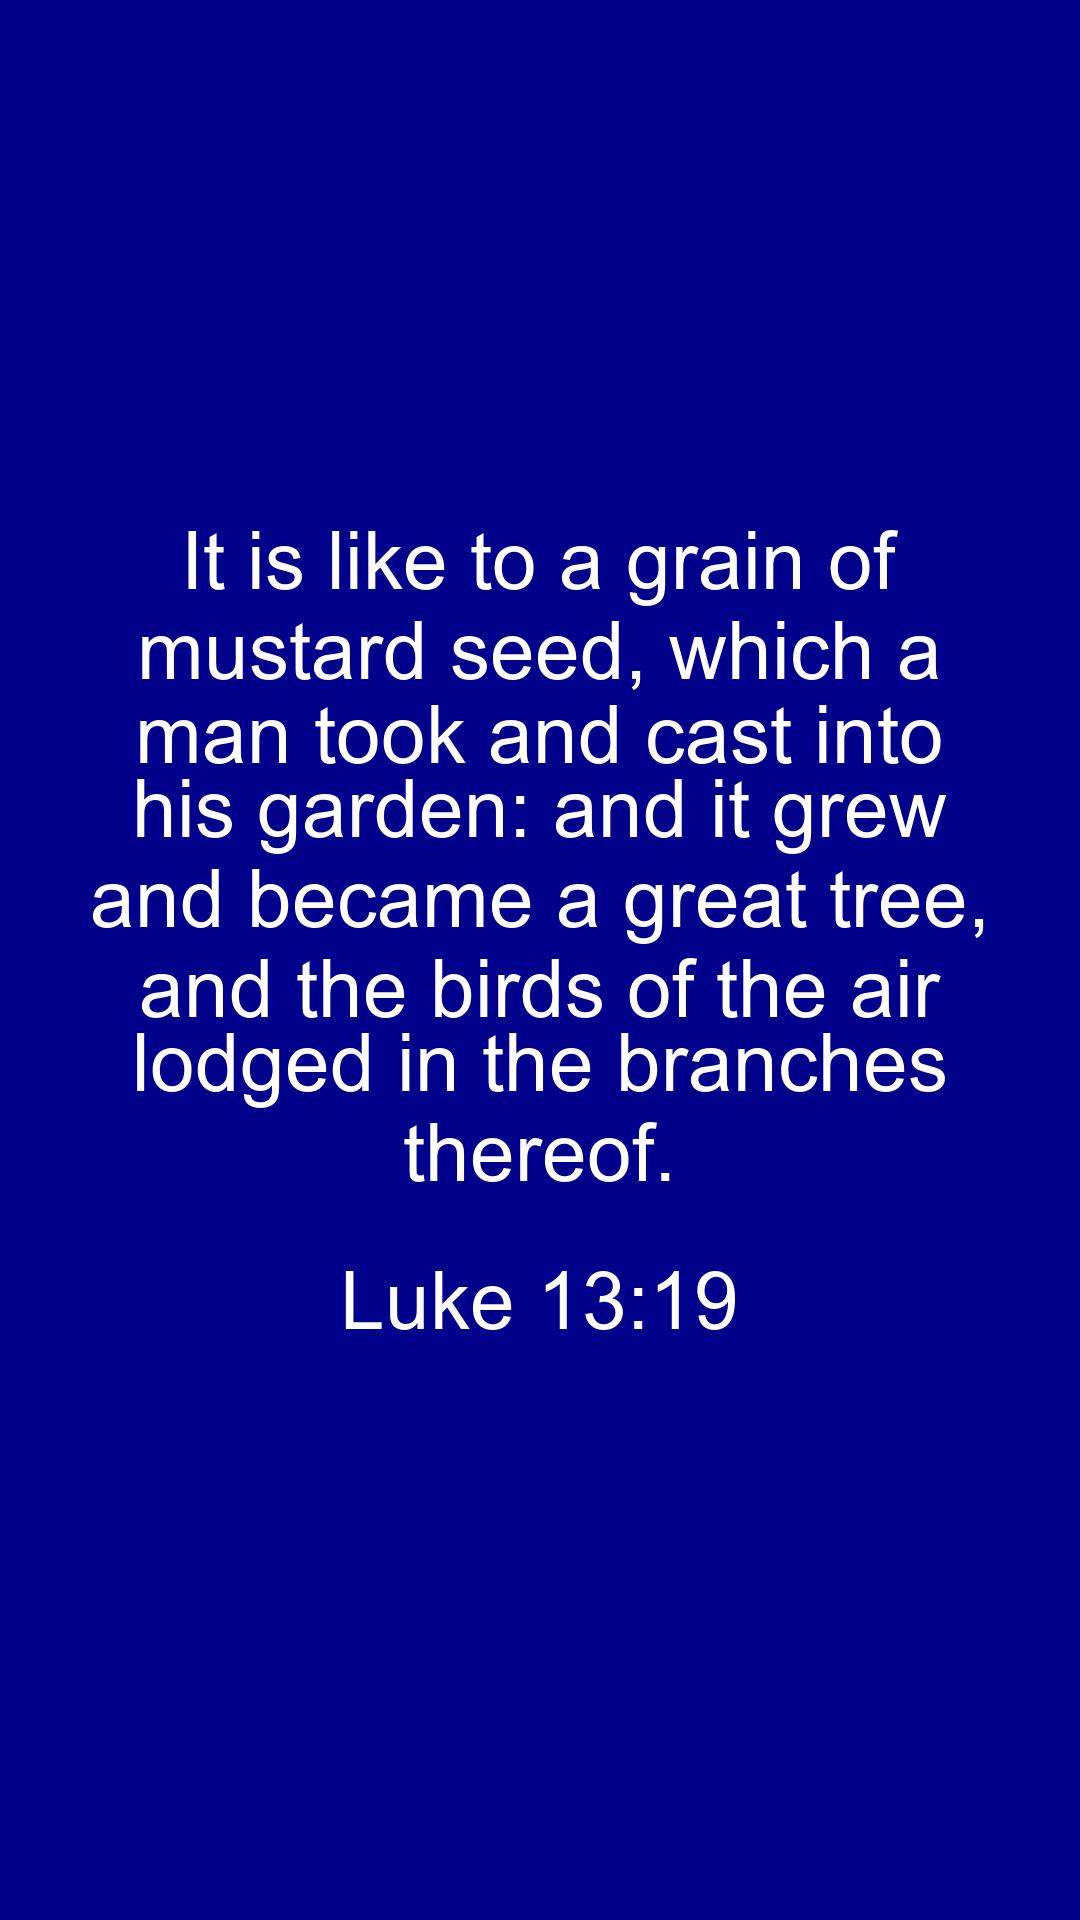 It is like to a grain of
mustard seed, which a
man took and cast into
his garden: and it grew
and became a great tree,
and the birds of the air
lodged in the branches
thereof.
Luke 13:19